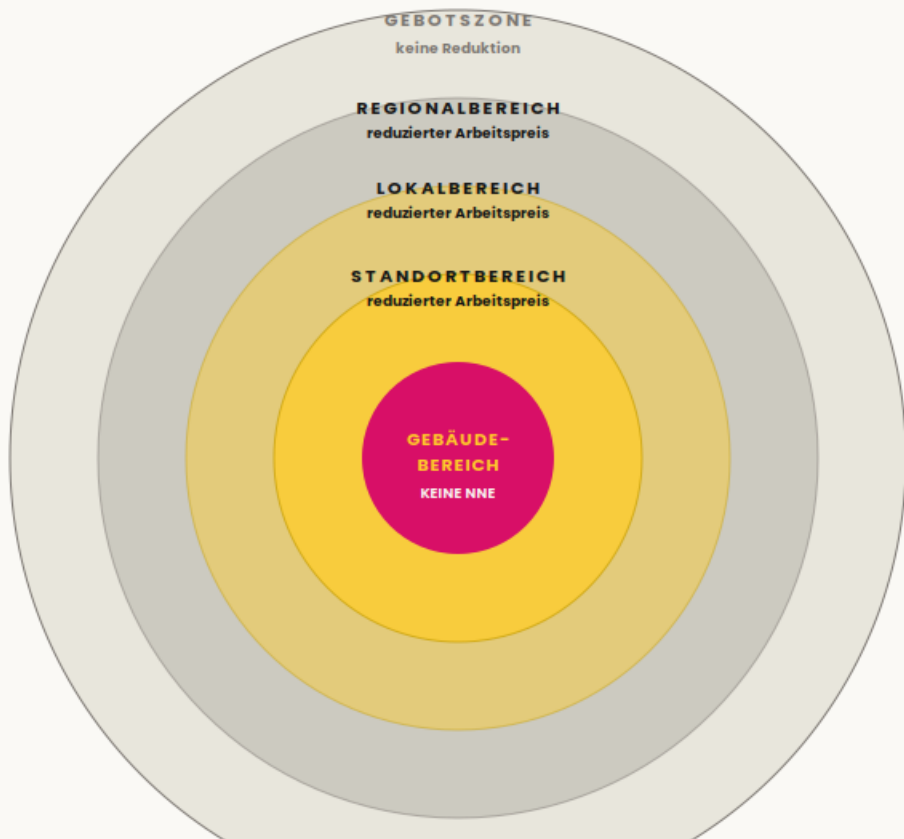 GEBOTSZONE
keine Reduktion
REGIONALBEREICH
reduzierter Arbeitspreis
LOKALBEREICH
reduzierter Arbeitspreis
STANDORTBEREICH
reduzierter Arbeitspreis
GEBÄUDE-
BEREICH
KEINE NNE